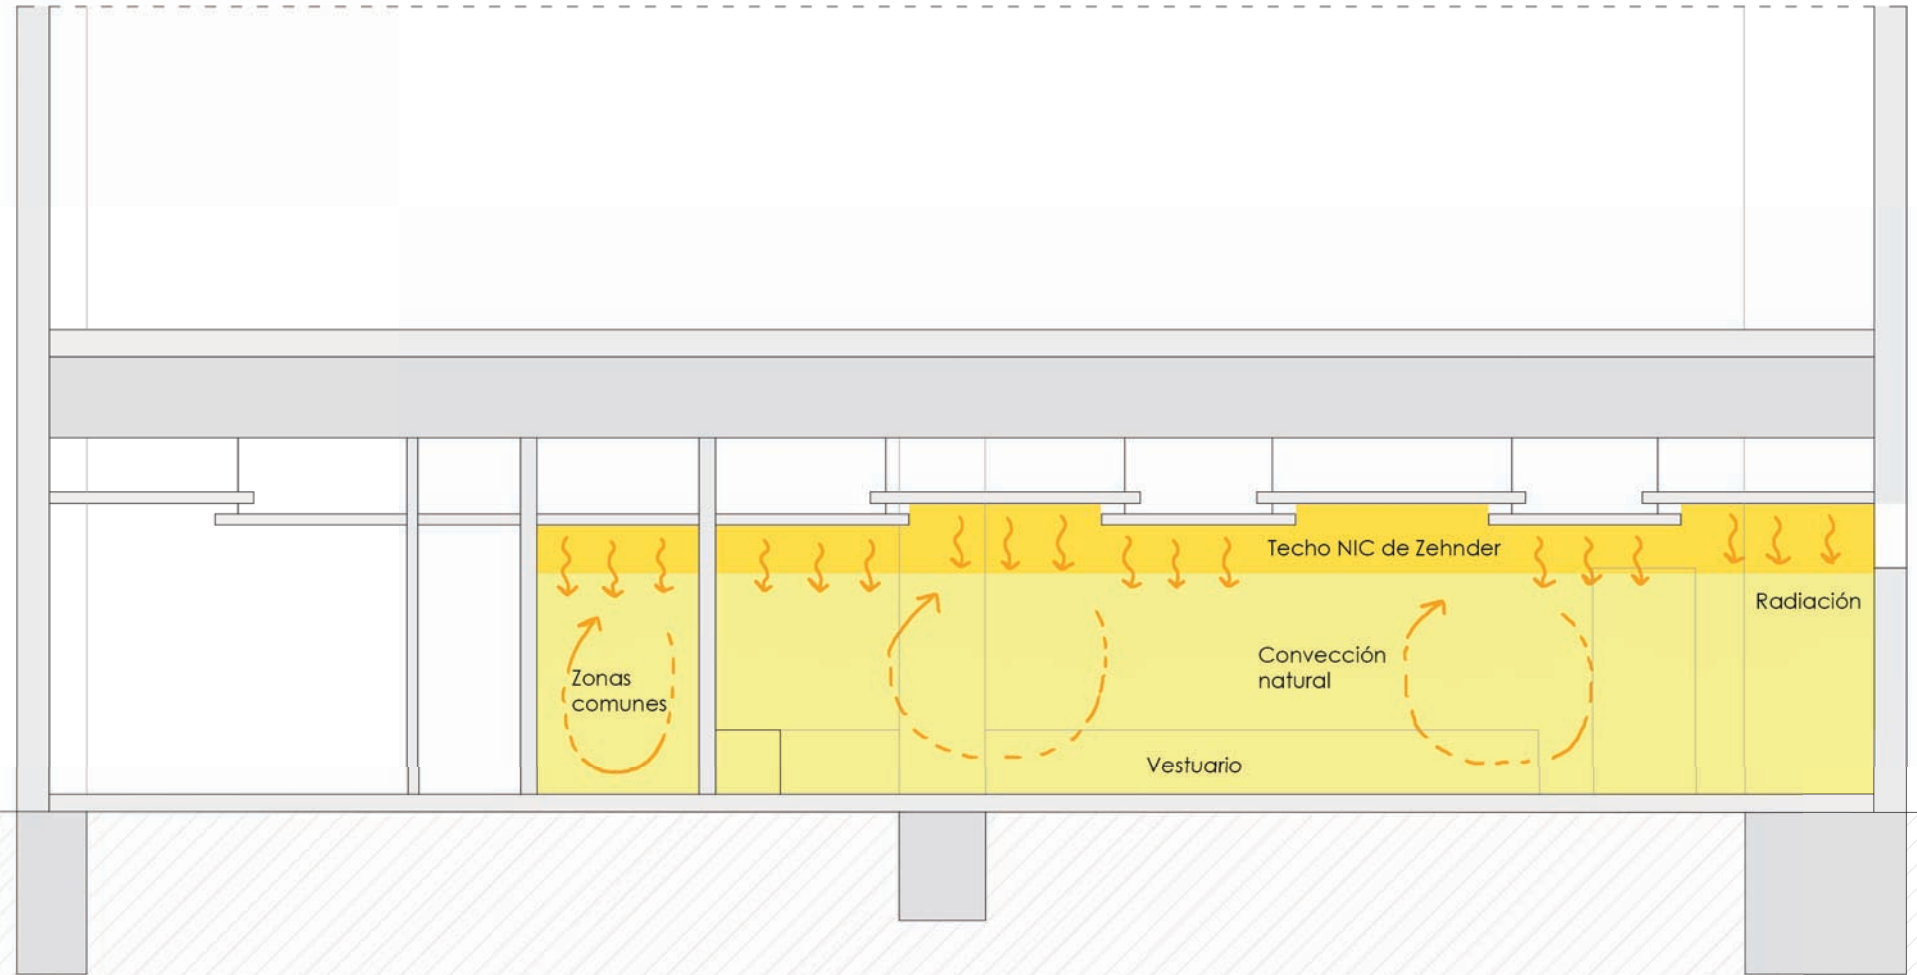 Techo NIC de Zehnder
Radiación
Convección
natural
Zonas
comunes
Vestuario